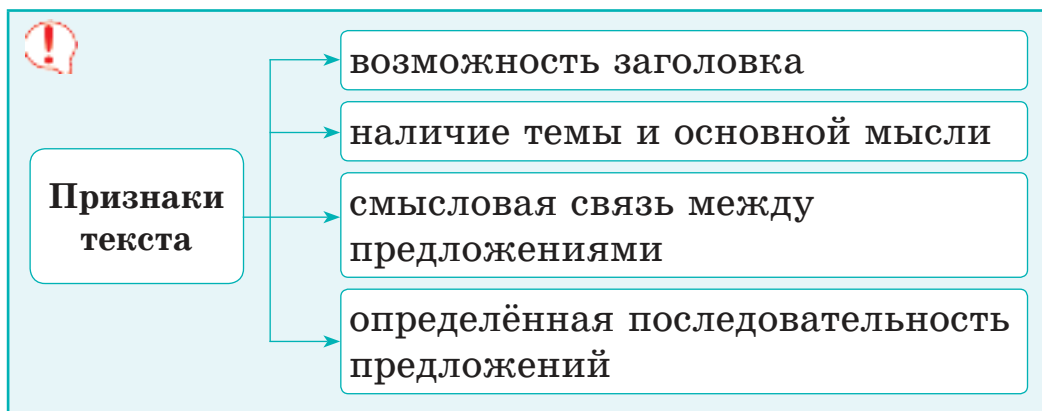 Признаки
текста
возможность заголовка
наличие темы и основной мысли
смысловая связь между
предложениями
определённая последовательность
предложений